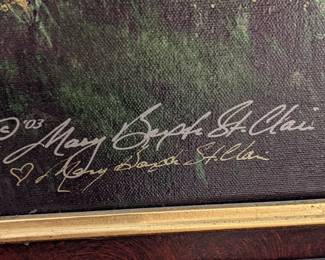 © '03 Mary Baxter St. Clair
♡ Mary Baxter St. Clair